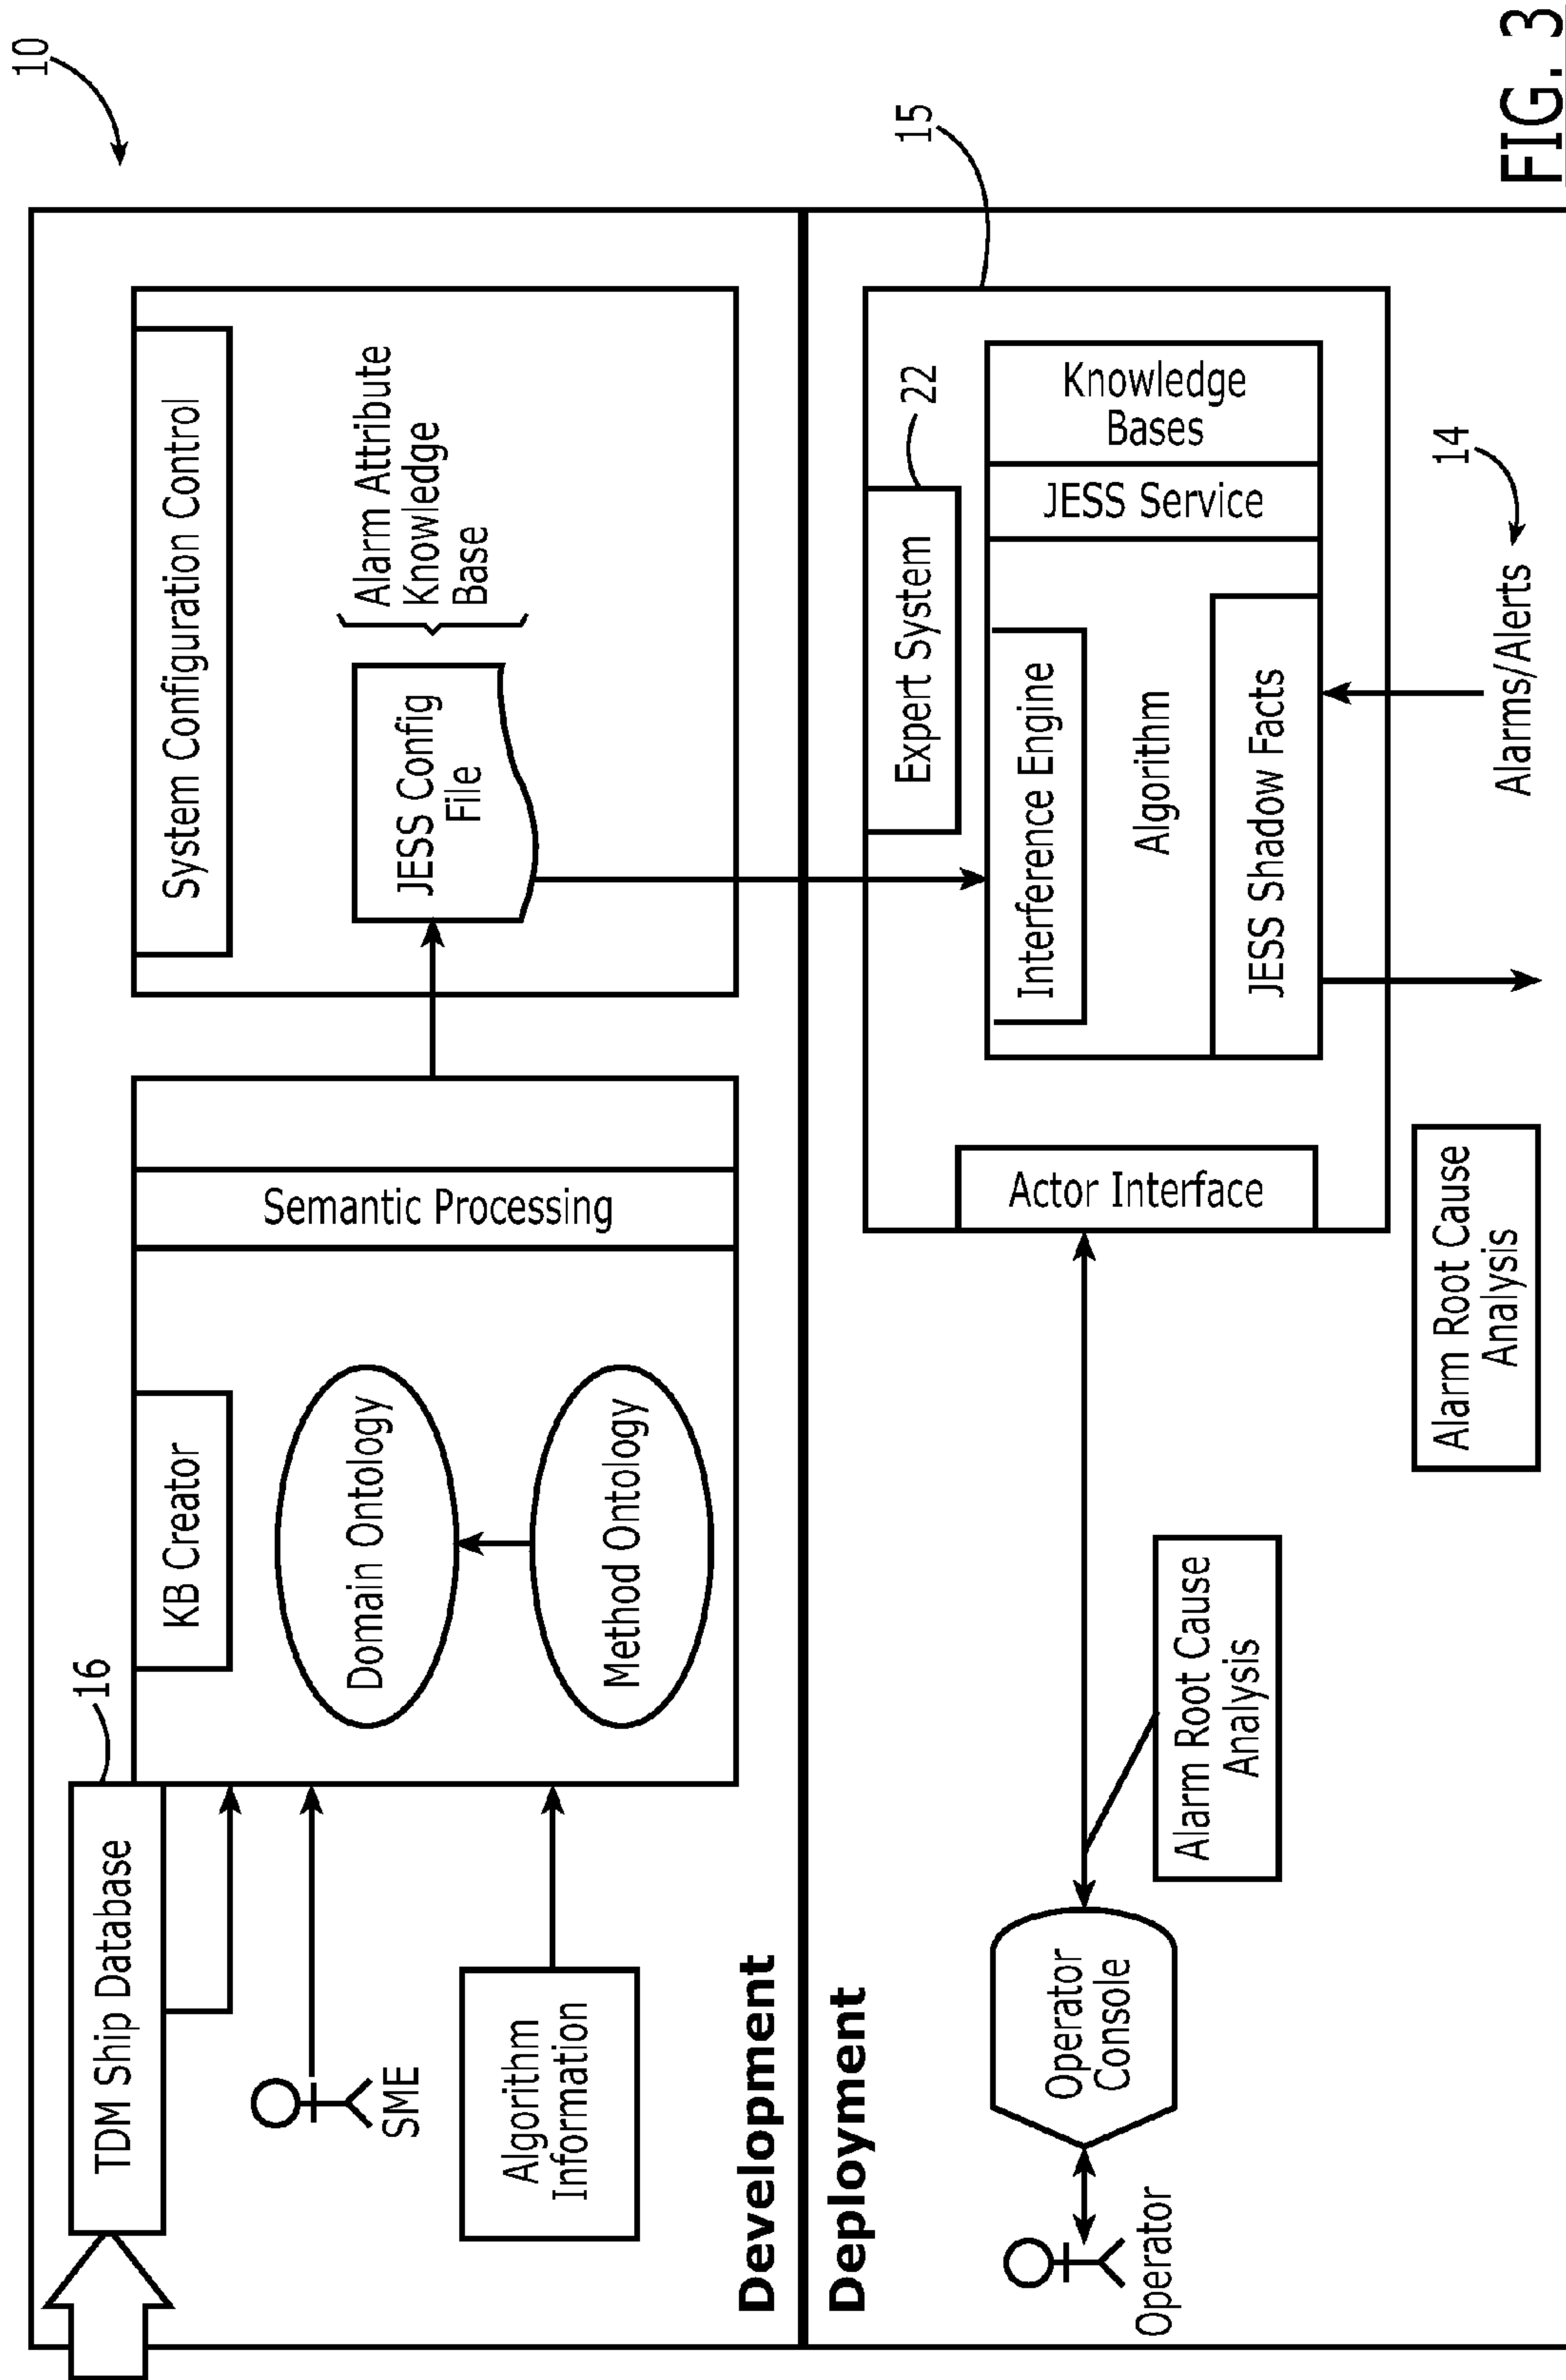 10
16
TDM Ship Database
KB Creator
System Configuration Control
SME
Domain Ontology
Method Ontology
Semantic Processing
JESS Config
File
Alarm Attribute
Knowledge
Base
Algorithm
Information
Development
Deployment
15
Expert System
22
Operator
Operator
Console
Actor Interface
Interference Engine
Algorithm
JESS Shadow Facts
JESS Service
Knowledge
Bases
Alarm Root Cause
Analysis
Alarm Root Cause
Analysis
Alarms/Alerts
14
FIG. 3